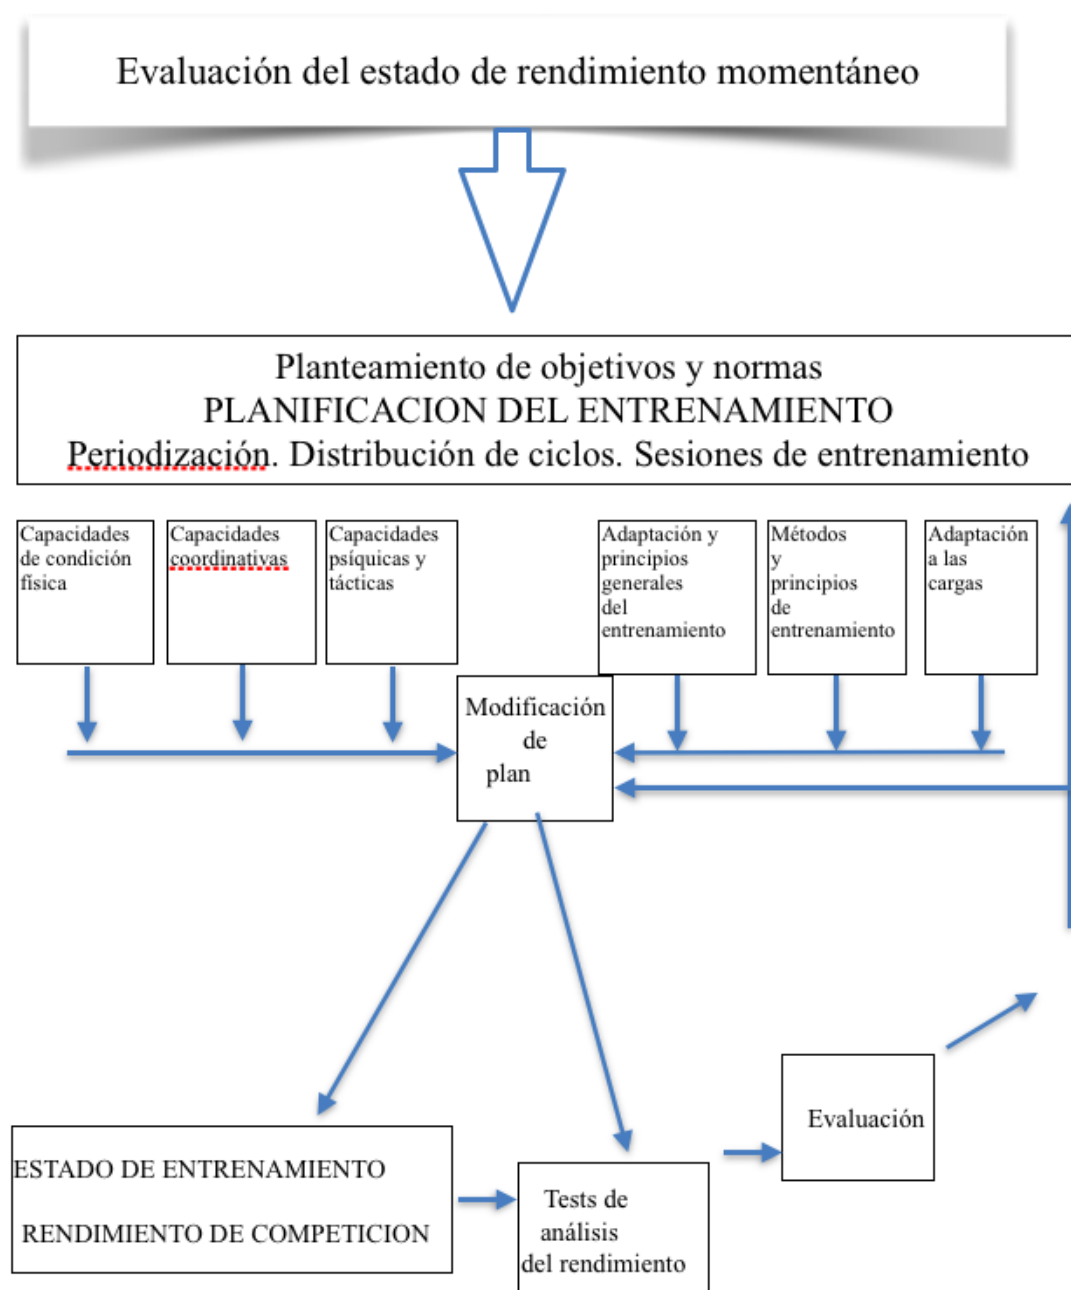 Evaluación del estado de rendimiento momentáneo
Planteamiento de objetivos y normas
PLANIFICACION DEL ENTRENAMIENTO
Periodización. Distribución de ciclos. Sesiones de entrenamiento
Capacidades
de condición
física
Capacidades
coordinativas
Capacidades
psíquicas y
tácticas
Adaptación y
principios
generales
del
entrenamiento
Métodos
y
principios
de
entrenamiento
Adaptación
a las
cargas
Modificación
de
plan
ESTADO DE ENTRENAMIENTO
RENDIMIENTO DE COMPETICION
Tests de
análisis
del rendimiento
Evaluación